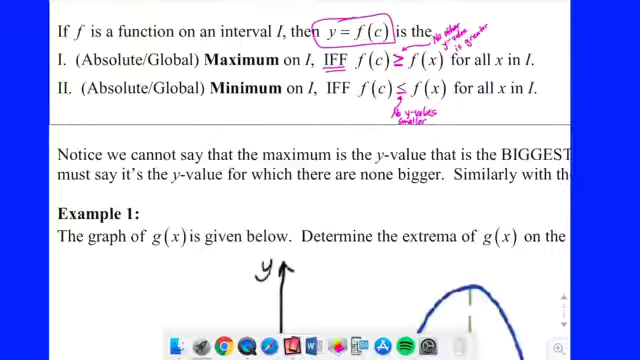 If f is a function on an interval I, then y = f(c) is the
No other
y-value
is greater
I. (Absolute/Global) Maximum on I, IFF f(c) ≥ f(x) for all x in I.
II. (Absolute/Global) Minimum on I, IFF f(c) ≤ f(x) for all x in I.
No y-values
smaller
Notice we cannot say that the maximum is the y-value that is the BIGGEST
must say it's the y-value for which there are none bigger. Similarly with the
Example 1:
The graph of g(x) is given below. Determine the extrema of g(x) on the
y